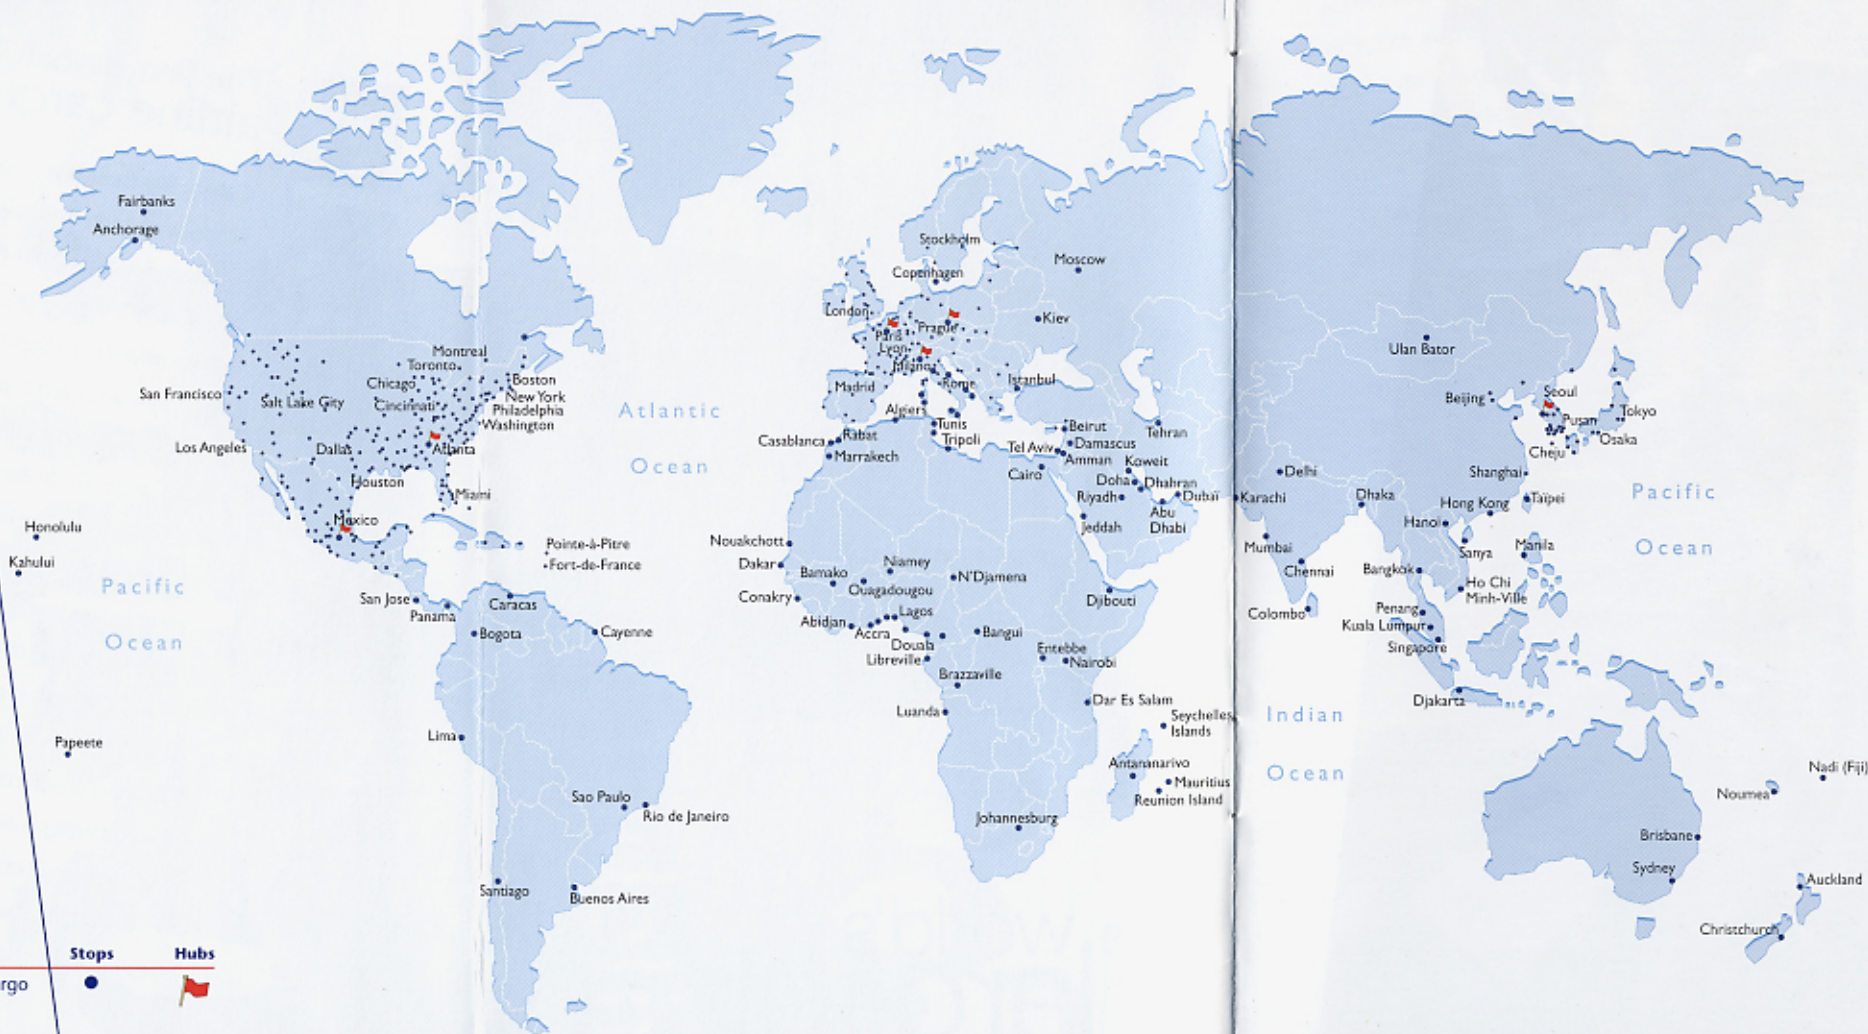 Fairbanks
Anchorage
Stockholm
Moscow
Copenhagen
London
Paris
Prague
Kiev
Lyon
Milano
Ulan Bator
Montreal
Toronto
Chicago
Boston
San Francisco
Salt Lake City
Cincinnati
New York
Philadelphia
Washington
Madrid
Rome
Istanbul
Beijing
Seoul
Pusan
Tokyo
Osaka
Cheju
Atlantic
Ocean
Los Angeles
Dallas
Atlanta
Houston
Miami
Mexico
Algiers
Tunis
Tripoli
Casablanca
Rabat
Marrakech
Beirut
Damascus
Tel Aviv
Amman
Tehran
Cairo
Koweit
Doha
Dhahran
Riyadh
Dubaï
Abu
Dhabi
Jeddah
Karachi
Delhi
Dhaka
Shanghai
Hong Kong
Taïpei
Hanoi
Pacific
Ocean
Honolulu
Kahului
Pacific
Ocean
Pointe-à-Pitre
Fort-de-France
Nouakchott
Dakar
Bamako
Niamey
N'Djamena
Ouagadougou
Conakry
Lagos
Abidjan
Accra
Douala
Libreville
Bangui
Djibouti
Mumbai
Chennai
Bangkok
Sanya
Manila
Ho Chi
Minh-Ville
Colombo
Penang
Kuala Lumpur
Singapore
Djakarta
San Jose
Panama
Caracas
Bogota
Cayenne
Entebbe
Nairobi
Brazzaville
Luanda
Dar Es Salam
Seychelles
Islands
Indian
Ocean
Papeete
Lima
Antananarivo
Mauritius
Reunion Island
Sao Paulo
Rio de Janeiro
Johannesburg
Nadi (Fiji)
Noumea
Brisbane
Sydney
Auckland
Christchurch
Santiago
Buenos Aires
Stops
Hubs
rgo